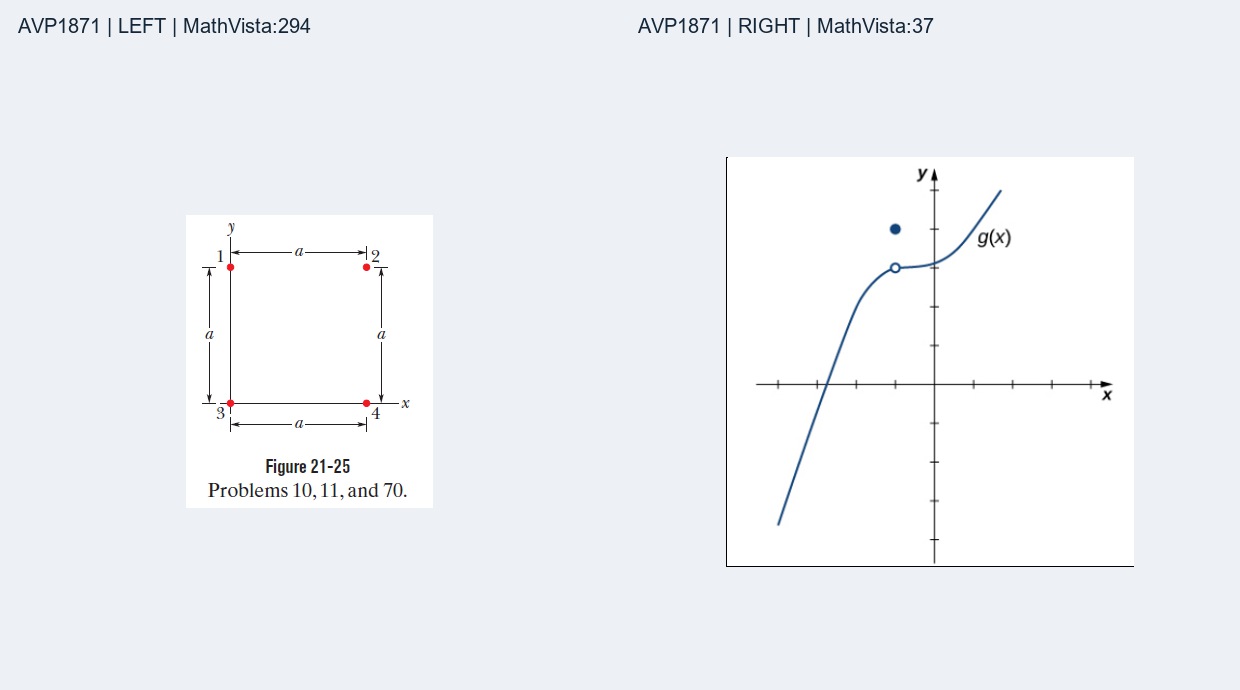 AVP1871 | LEFT | MathVista:294
AVP1871 | RIGHT | MathVista:37
y
1
a
2
a
a
x
3
4
a
Figure 21-25
Problems 10, 11, and 70.
y
g(x)
x